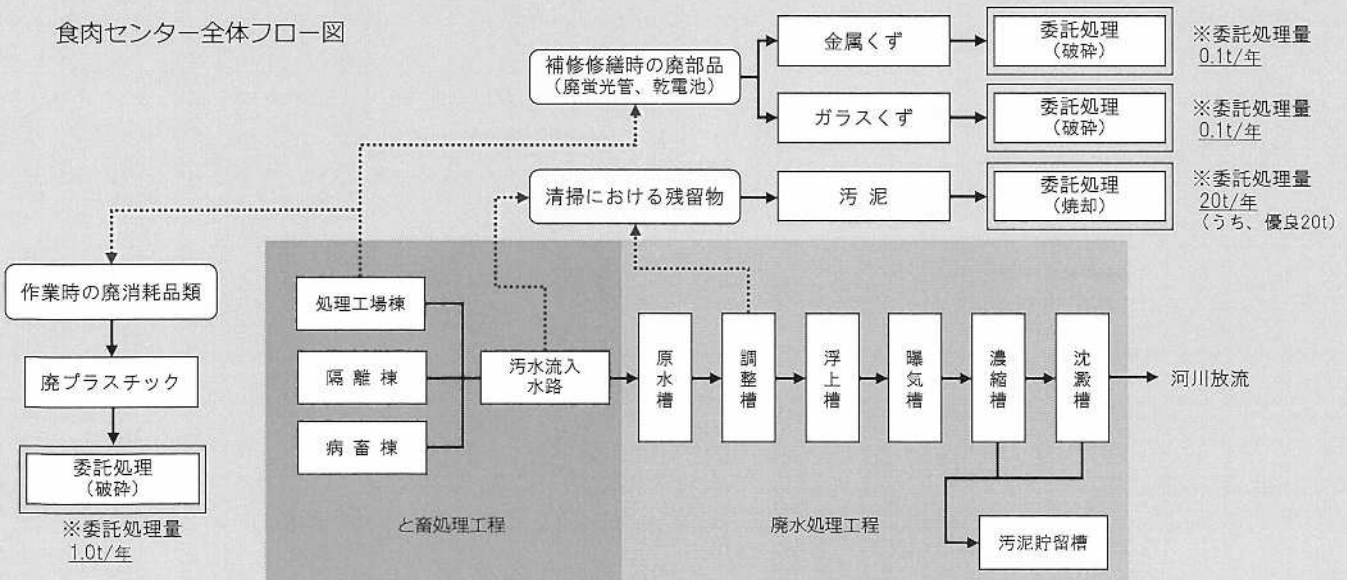 食肉センター全体フロー図
補修修繕時の廃部品
（廃蛍光管、乾電池）
金属くず
委託処理
（破砕）
※委託処理量
0.1t/年
ガラスくず
委託処理
（破砕）
※委託処理量
0.1t/年
清掃における残留物
汚 泥
委託処理
（焼却）
※委託処理量
20t/年
（うち、優良20t）
作業時の廃消耗品類
廃プラスチック
委託処理
（破砕）
※委託処理量
1.0t/年
処理工場棟
隔 離 棟
病 畜 棟
汚水流入
水路
と畜処理工程
原水槽
調整槽
浮上槽
曝気槽
濃縮槽
沈澱槽
河川放流
汚泥貯留槽
廃水処理工程